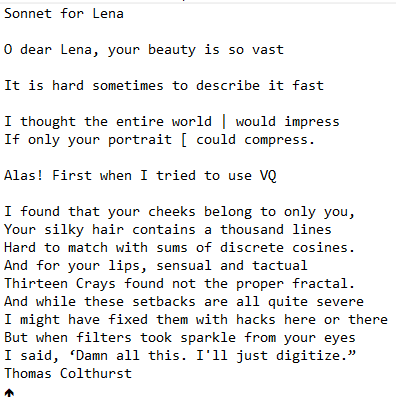 Sonnet for Lena
O dear Lena, your beauty is so vast
It is hard sometimes to describe it fast
I thought the entire world | would impress
If only your portrait [ could compress.
Alas! First when I tried to use VQ
I found that your cheeks belong to only you,
Your silky hair contains a thousand lines
Hard to match with sums of discrete cosines.
And for your lips, sensual and tactual
Thirteen Crays found not the proper fractal.
And while these setbacks are all quite severe
I might have fixed them with hacks here or there
But when filters took sparkle from your eyes
I said, ‘Damn all this. I'll just digitize.”
Thomas Colthurst